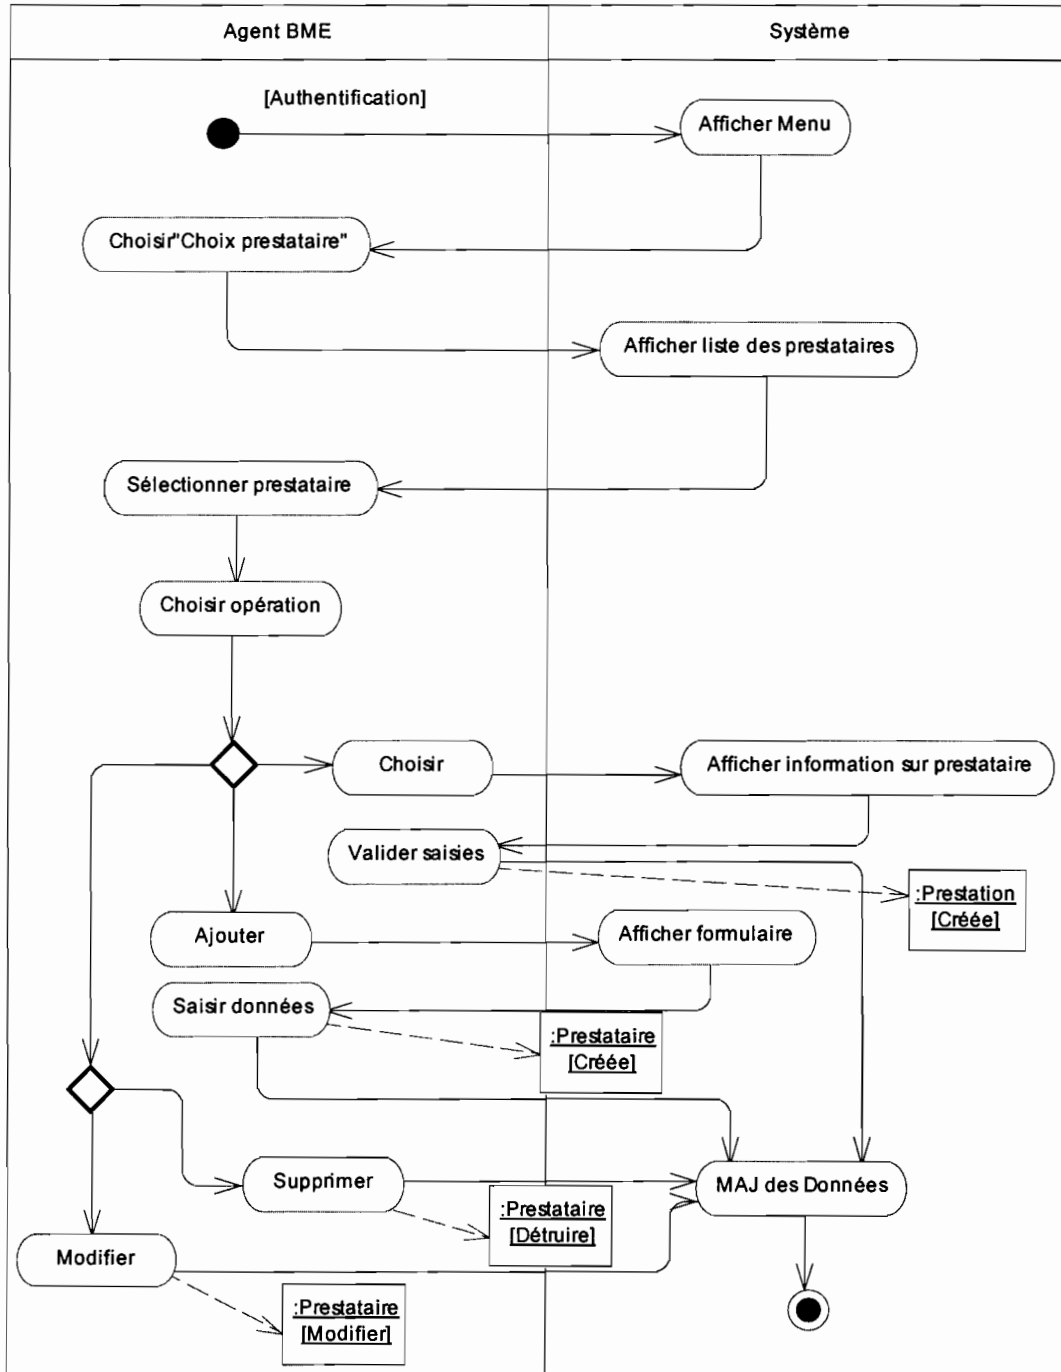 Agent BME
Système
[Authentification]
Afficher Menu
Choisir"Choix prestataire"
Afficher liste des prestataires
Sélectionner prestataire
Choisir opération
Choisir
Afficher information sur prestataire
Valider saisies
:Prestation
[Créée]
Ajouter
Afficher formulaire
Saisir données
:Prestataire
[Créée]
Supprimer
MAJ des Données
:Prestataire
[Détruire]
Modifier
:Prestataire
[Modifier]